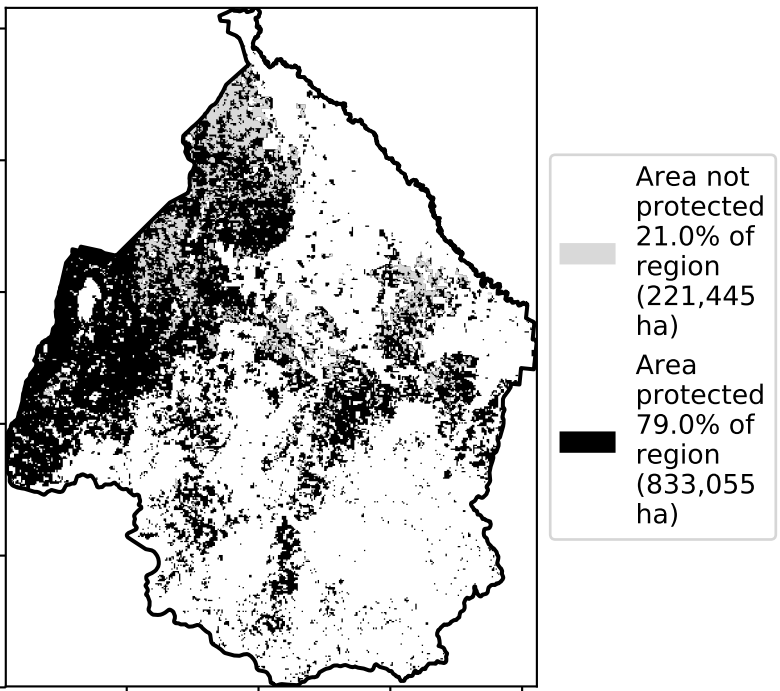 Area not
protected
21.0% of
region
(221,445
ha)
Area
protected
79.0% of
region
(833,055
ha)